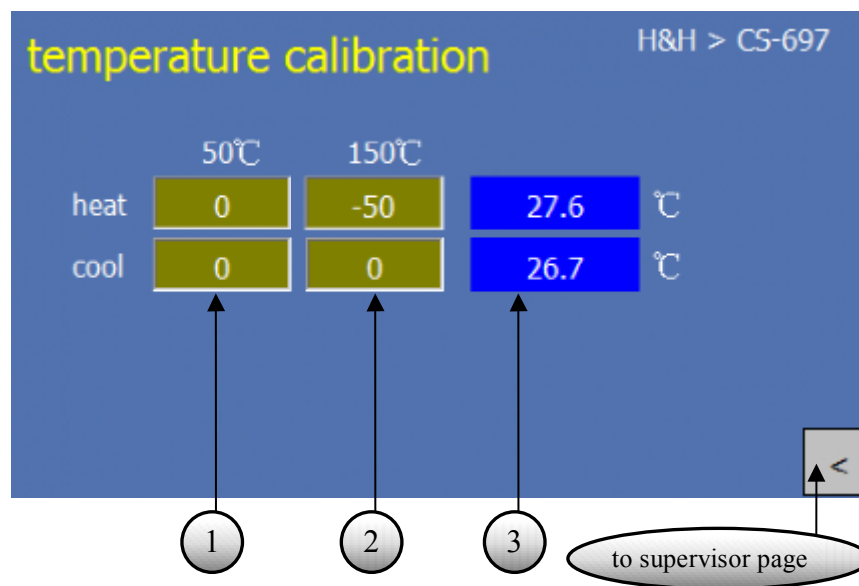 temperature calibration
H&H > CS-697
50℃ 150℃
heat 0 -50 27.6 ℃
cool 0 0 26.7 ℃
<
1 2 3 to supervisor page